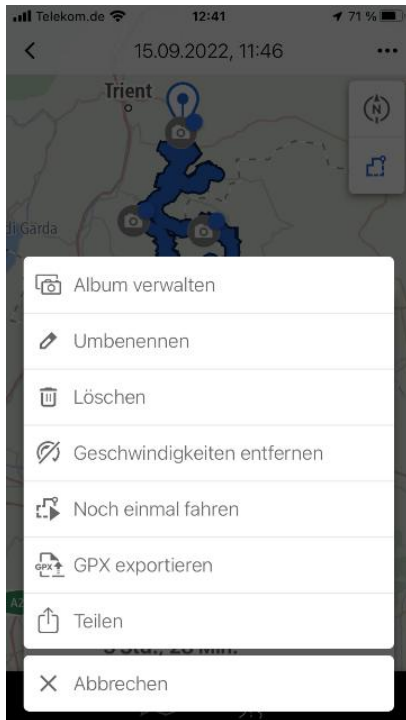 Telekom.de 12:41 71 %
15.09.2022, 11:46
Trient
N
di Garda
Album verwalten
Umbenennen
Löschen
Geschwindigkeiten entfernen
Noch einmal fahren
GPX
GPX exportieren
Teilen
Abbrechen